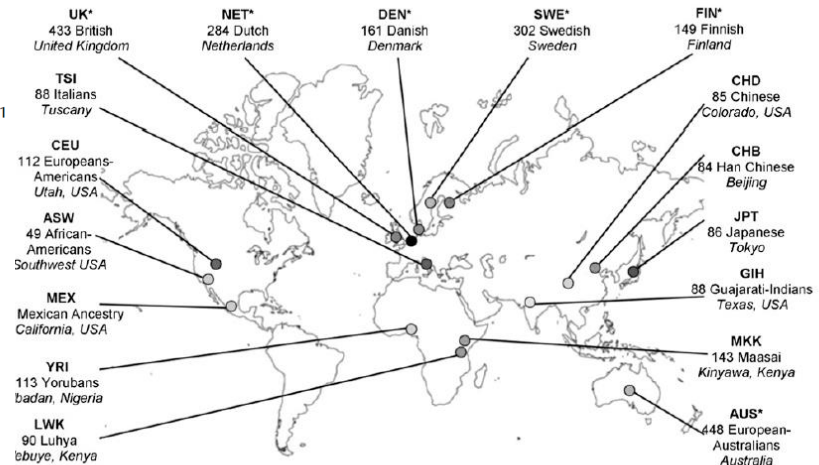 UK*
433 British
United Kingdom
NET*
284 Dutch
Netherlands
DEN*
161 Danish
Denmark
SWE*
302 Swedish
Sweden
FIN*
149 Finnish
Finland
TSI
88 Italians
Tuscany
1
CEU
112 Europeans-
Americans
Utah, USA
ASW
49 African-
Americans
Southwest USA
MEX
Mexican Ancestry
California, USA
YRI
113 Yorubans
badan, Nigeria
LWK
90 Luhya
ebuye, Kenya
CHD
85 Chinese
Colorado, USA
CHB
84 Han Chinese
Beijing
JPT
86 Japanese
Tokyo
GIH
88 Guajarati-Indians
Texas, USA
MKK
143 Maasai
Kinyawa, Kenya
AUS*
448 European-
Australians
Australia